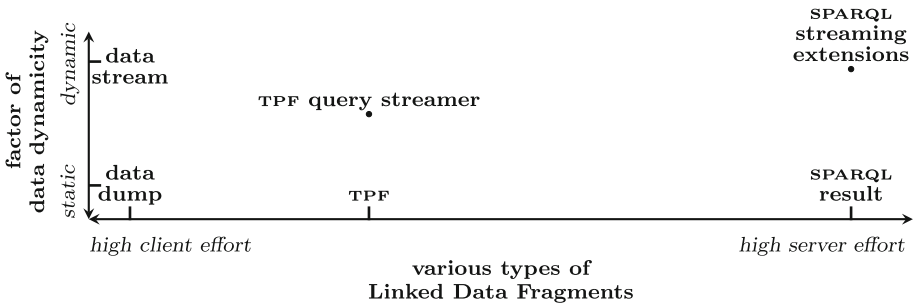 SPARQL
streaming
extensions
factor of
data dynamicity
dynamic
static
data
stream
TPF query streamer
data
dump
TPF
SPARQL
result
high client effort
high server effort
various types of
Linked Data Fragments